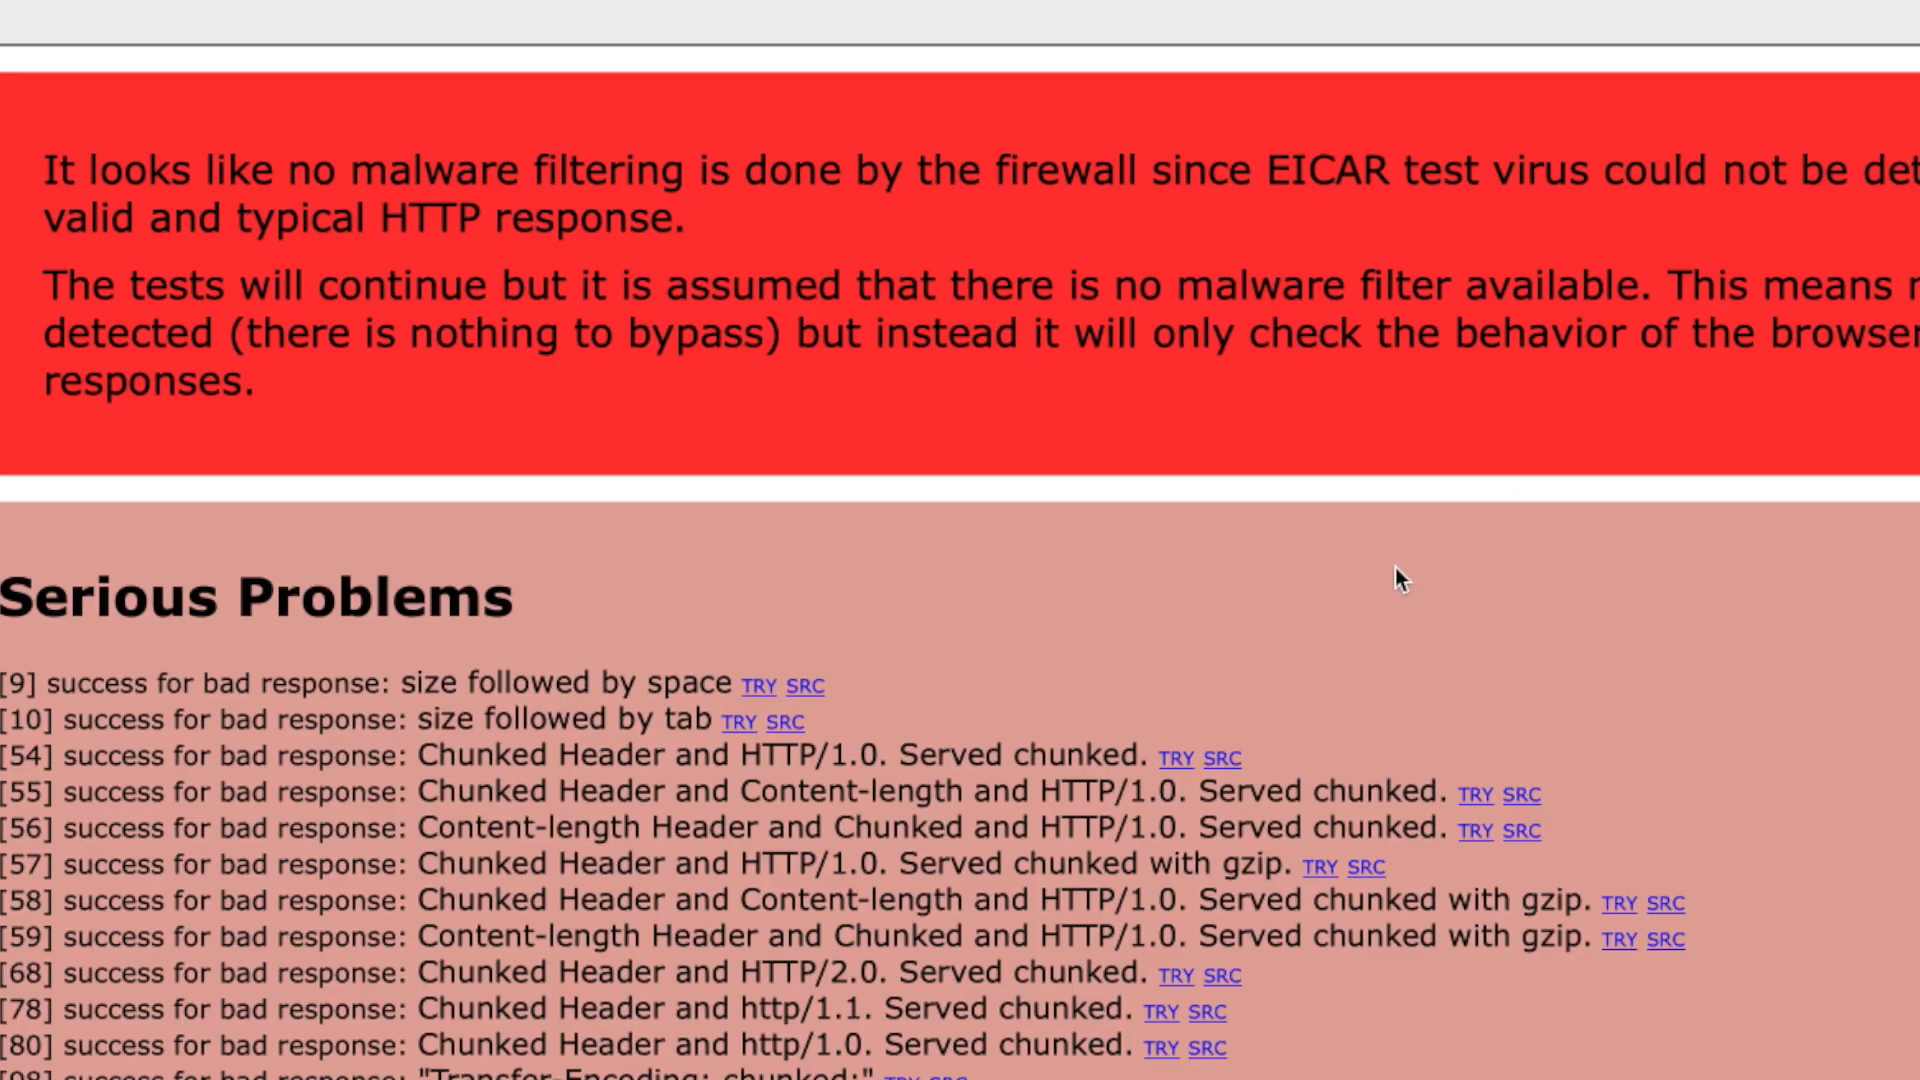 It looks like no malware filtering is done by the firewall since EICAR test virus could not be
valid and typical HTTP response.
The tests will continue but it is assumed that there is no malware filter available. This means
detected (there is nothing to bypass) but instead it will only check the behavior of the browser
responses.
Serious Problems
[9] success for bad response: size followed by space TRY SRC
[10] success for bad response: size followed by tab TRY SRC
[54] success for bad response: Chunked Header and HTTP/1.0. Served chunked. TRY SRC
[55] success for bad response: Chunked Header and Content-length and HTTP/1.0. Served chunked. TRY SRC
[56] success for bad response: Content-length Header and Chunked and HTTP/1.0. Served chunked. TRY SRC
[57] success for bad response: Chunked Header and HTTP/1.0. Served chunked with gzip. TRY SRC
[58] success for bad response: Chunked Header and Content-length and HTTP/1.0. Served chunked with gzip. TRY SRC
[59] success for bad response: Content-length Header and Chunked and HTTP/1.0. Served chunked with gzip. TRY SRC
[68] success for bad response: Chunked Header and HTTP/2.0. Served chunked. TRY SRC
[78] success for bad response: Chunked Header and http/1.1. Served chunked. TRY SRC
[80] success for bad response: Chunked Header and http/1.0. Served chunked. TRY SRC
[98] success for bad response: "Transfer-Encoding: chunked:" TRY SRC